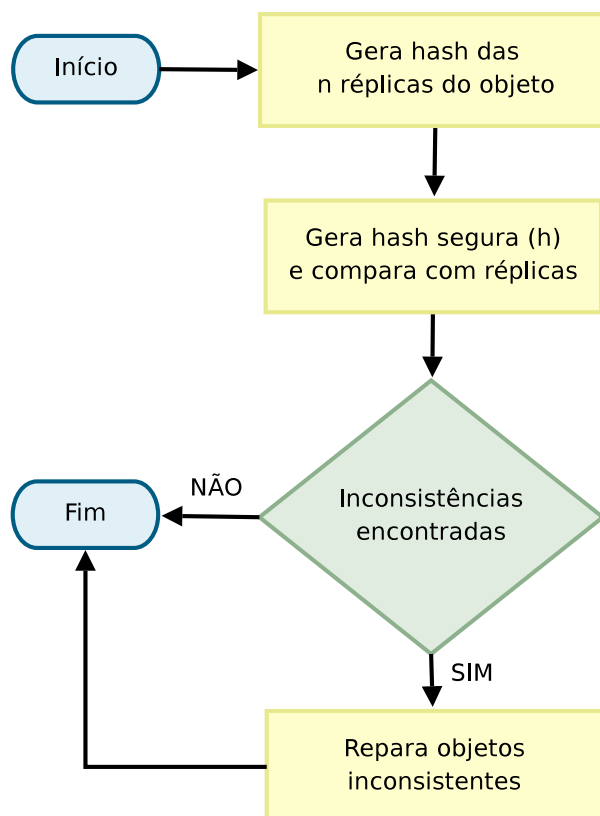 Início
Gera hash das
n réplicas do objeto
Gera hash segura (h)
e compara com réplicas
Inconsistências
encontradas
NÃO
Fim
SIM
Repara objetos
inconsistentes